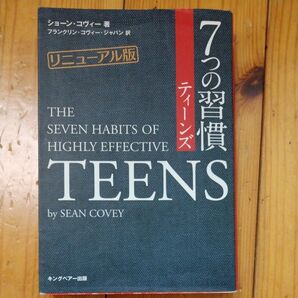 ショーン・コヴィー 著
フランクリン・コヴィー・ジャパン 訳
リニューアル版
7つの習慣
ティーンズ
THE
SEVEN HABITS OF
HIGHLY EFFECTIVE
TEENS
by SEAN COVEY
キングベアー出版